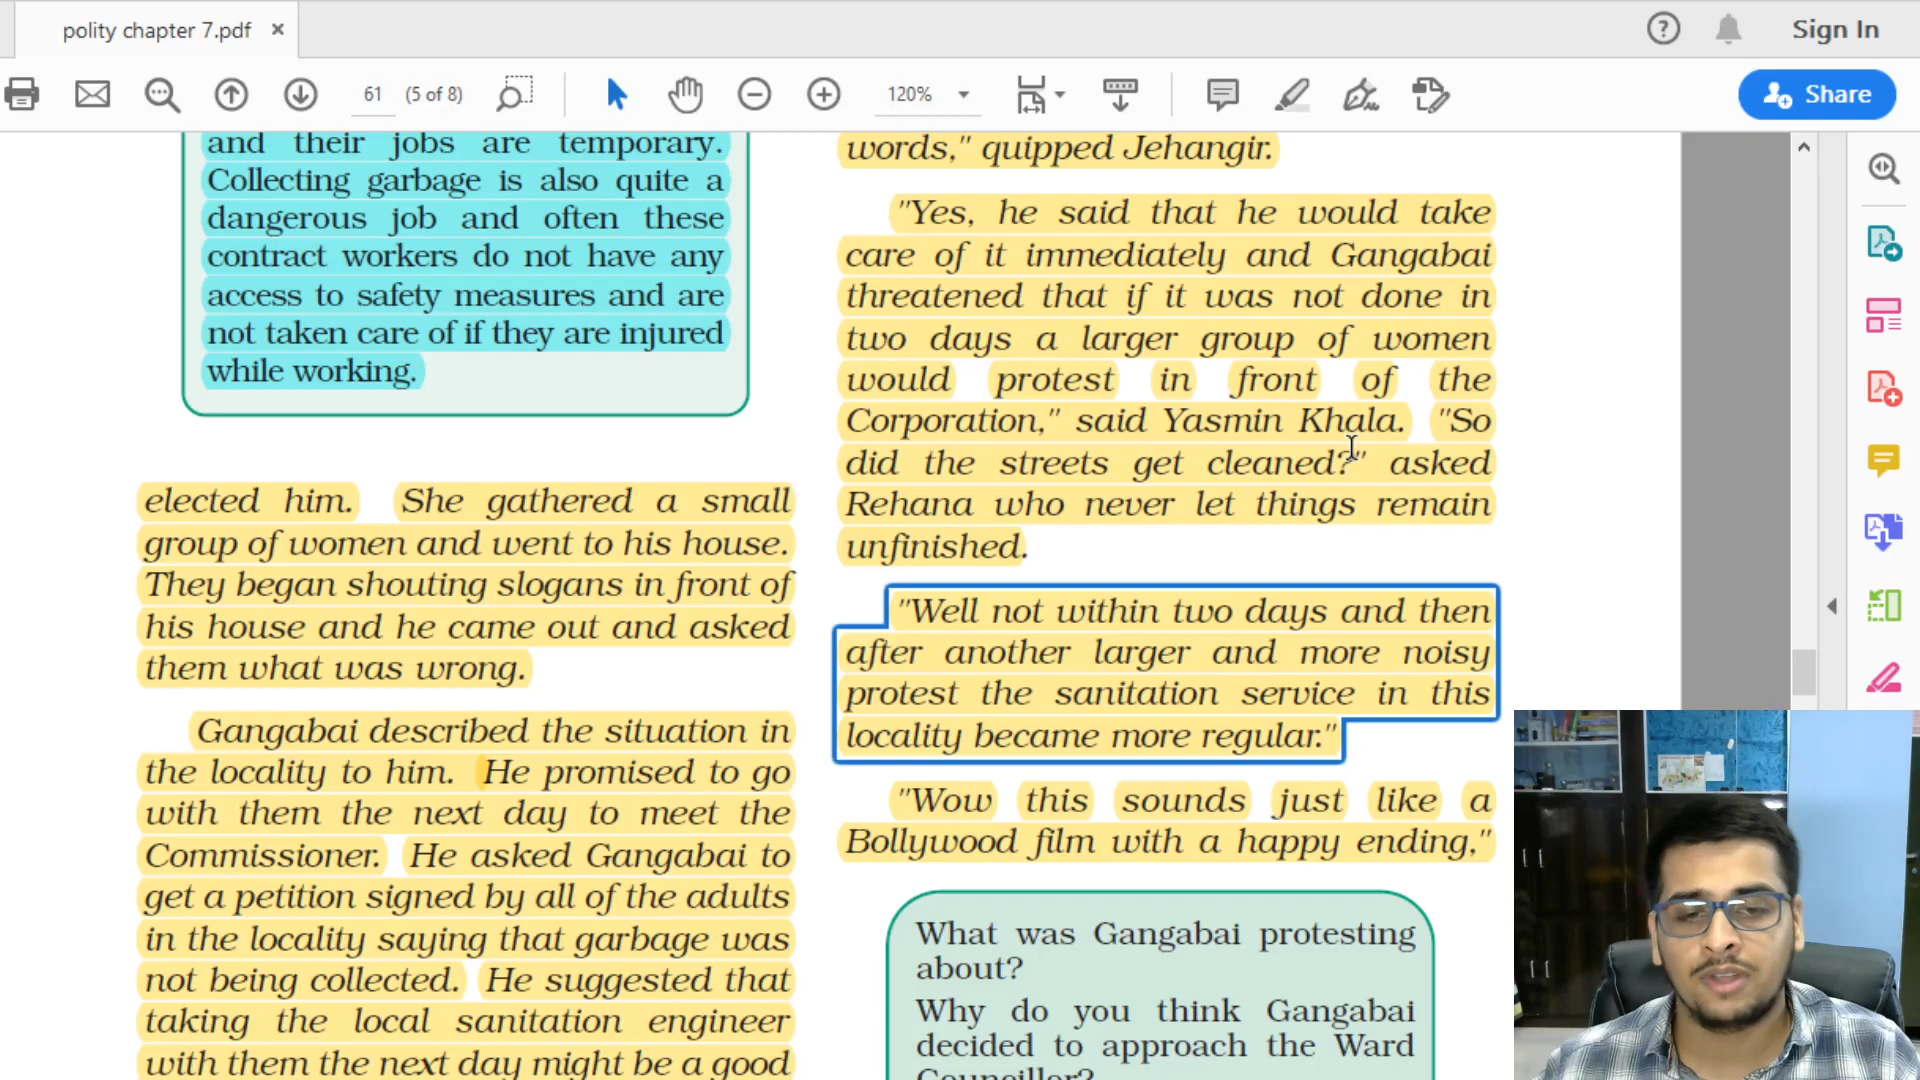 polity chapter 7.pdf
Sign In
61 (5 of 8)
120%
Share
and their jobs are temporary.
Collecting garbage is also quite a
dangerous job and often these
contract workers do not have any
access to safety measures and are
not taken care of if they are injured
while working.
elected him. She gathered a small
group of women and went to his house.
They began shouting slogans in front of
his house and he came out and asked
them what was wrong.
Gangabai described the situation in
the locality to him. He promised to go
with them the next day to meet the
Commissioner. He asked Gangabai to
get a petition signed by all of the adults
in the locality saying that garbage was
not being collected. He suggested that
taking the local sanitation engineer
with them the next day might be a good
words," quipped Jehangir.
"Yes, he said that he would take
care of it immediately and Gangabai
threatened that if it was not done in
two days a larger group of women
would protest in front of the
Corporation," said Yasmin Khala. "So
did the streets get cleaned?" asked
Rehana who never let things remain
unfinished.
"Well not within two days and then
after another larger and more noisy
protest the sanitation service in this
locality became more regular."
"Wow this sounds just like a
Bollywood film with a happy ending,"
What was Gangabai protesting
about?
Why do you think Gangabai
decided to approach the Ward
Councillor?